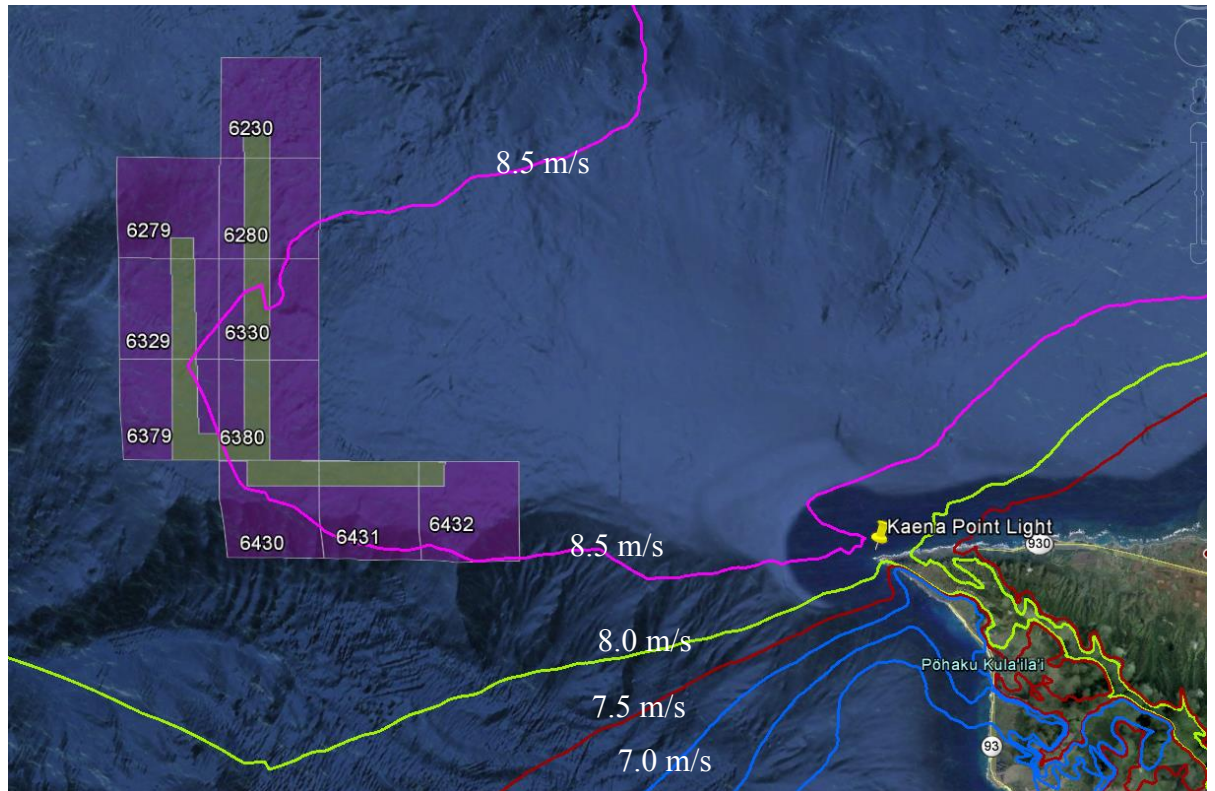 6230
8.5 m/s
6279
6280
6329
6330
6379
6380
6430
6431
6432
8.5 m/s
Kaena Point Light
930
8.0 m/s
Pōhaku Kula'ila'i
7.5 m/s
93
7.0 m/s